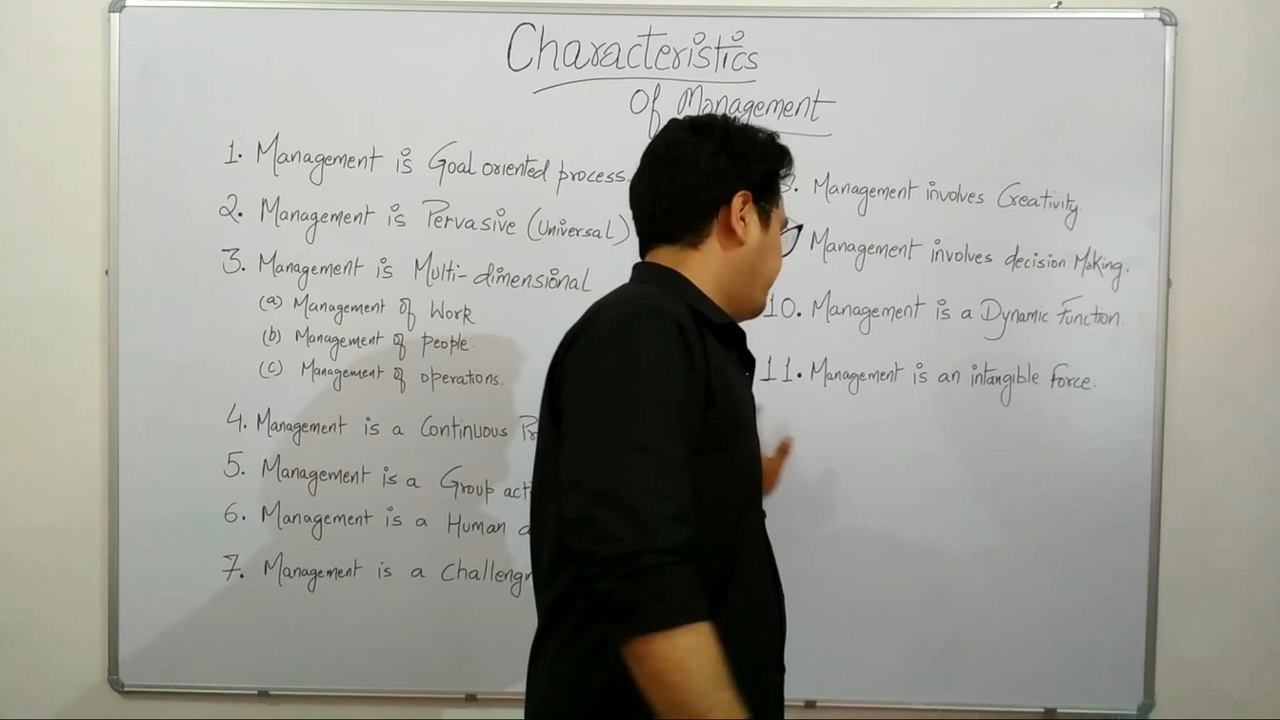 Characteristics
Of Management
1. Management is Goal oriented process.
2. Management is Pervasive (Universal)
3. Management is Multi-dimensional
(a) Management of Work
(b) Management of people.
(c) Management of operations.
4. Management is a Continuous
5. Management is a Group
6. Management is a Human
7. Management is a
Management involves Creativity.
Management involves decision Making.
10. Management is a Dynamic Function.
11. Management is an intangible Force.